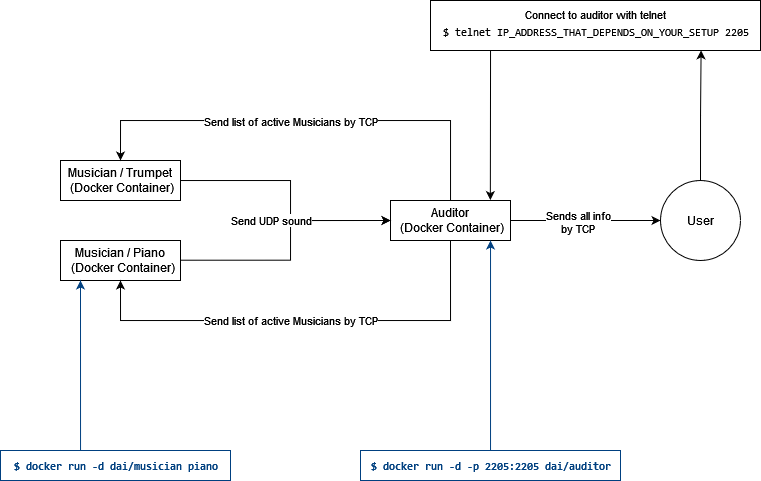 Connect to auditor with telnet
$ telnet IP_ADDRESS_THAT_DEPENDS_ON_YOUR_SETUP 2205
Send list of active Musicians by TCP
Musician / Trumpet
(Docker Container)
Send UDP sound
Auditor
(Docker Container)
Sends all info
by TCP
User
Musician / Piano
(Docker Container)
Send list of active Musicians by TCP
$ docker run -d dai/musician piano
$ docker run -d -p 2205:2205 dai/auditor